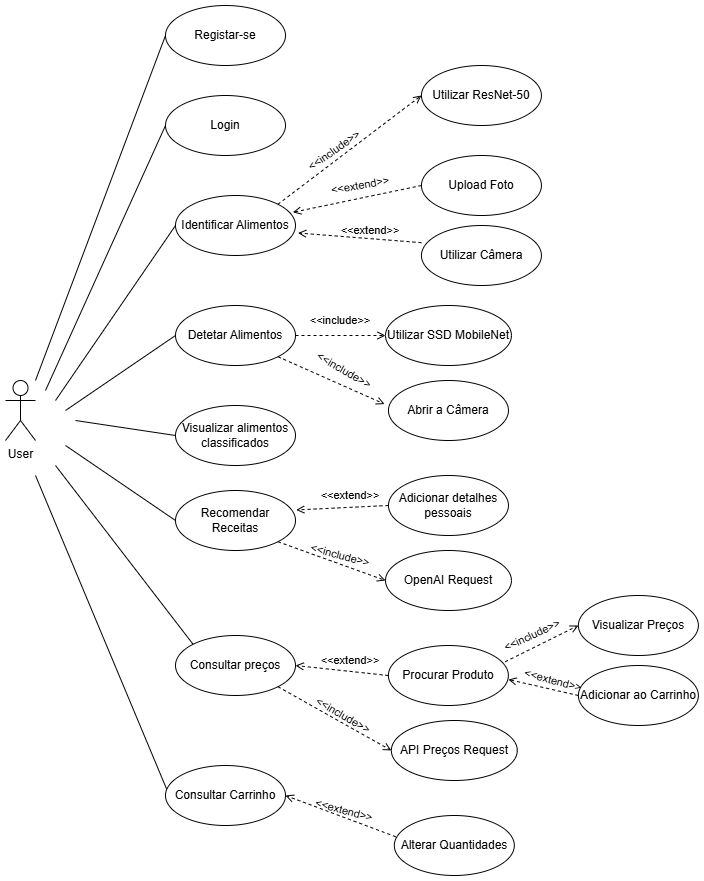 Registar-se
Login
Utilizar ResNet-50
<<include>>
<<extend>>
Upload Foto
Identificar Alimentos
<<extend>>
Utilizar Câmera
Detetar Alimentos
<<include>>
Utilizar SSD MobileNet
<<include>>
Abrir a Câmera
User
Visualizar alimentos
classificados
Recomendar
Receitas
<<extend>>
Adicionar detalhes
pessoais
<<include>>
OpenAI Request
Consultar preços
<<extend>>
Procurar Produto
<<include>>
Visualizar Preços
<<extend>>
Adicionar ao Carrinho
<<include>>
API Preços Request
Consultar Carrinho
<<extend>>
Alterar Quantidades